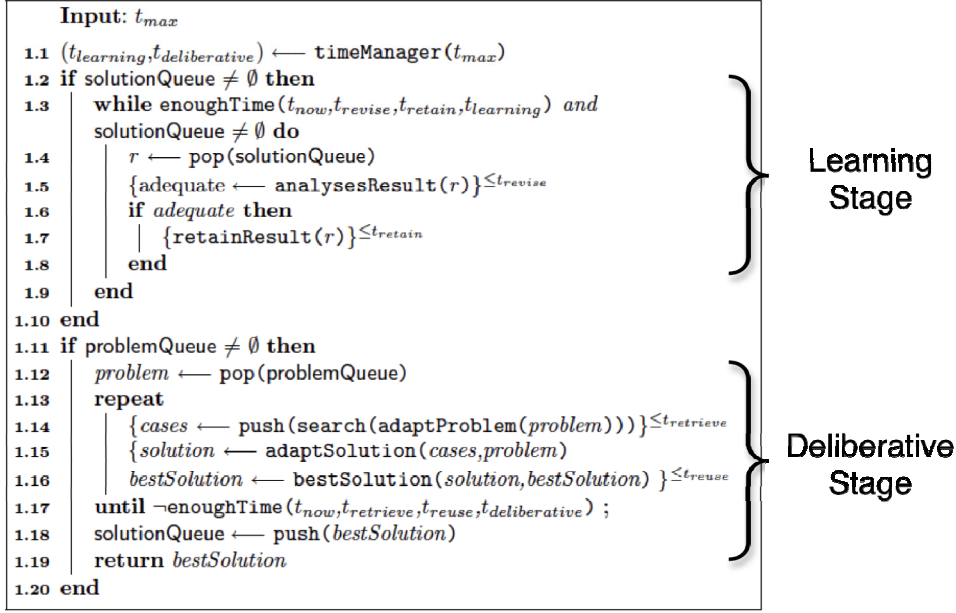 Input: t_max
1.1 (t_learning,t_deliberative) ⟵ timeManager(t_max)
1.2 if solutionQueue ≠ ∅ then
1.3 while enoughTime(t_now,t_revise,t_retain,t_learning) and
solutionQueue ≠ ∅ do
1.4 r ⟵ pop(solutionQueue)
1.5 {adequate ⟵ analysesResult(r)}^≤t_revise
1.6 if adequate then
1.7 {retainResult(r)}^≤t_retain
1.8 end
1.9 end
1.10 end
1.11 if problemQueue ≠ ∅ then
1.12 problem ⟵ pop(problemQueue)
1.13 repeat
1.14 {cases ⟵ push(search(adaptProblem(problem)))}^≤t_retrieve
1.15 {solution ⟵ adaptSolution(cases,problem)
1.16 bestSolution ⟵ bestSolution(solution,bestSolution) }^≤t_reuse
1.17 until ¬enoughTime(t_now,t_retrieve,t_reuse,t_deliberative) ;
1.18 solutionQueue ⟵ push(bestSolution)
1.19 return bestSolution
1.20 end
Learning
Stage
Deliberative
Stage